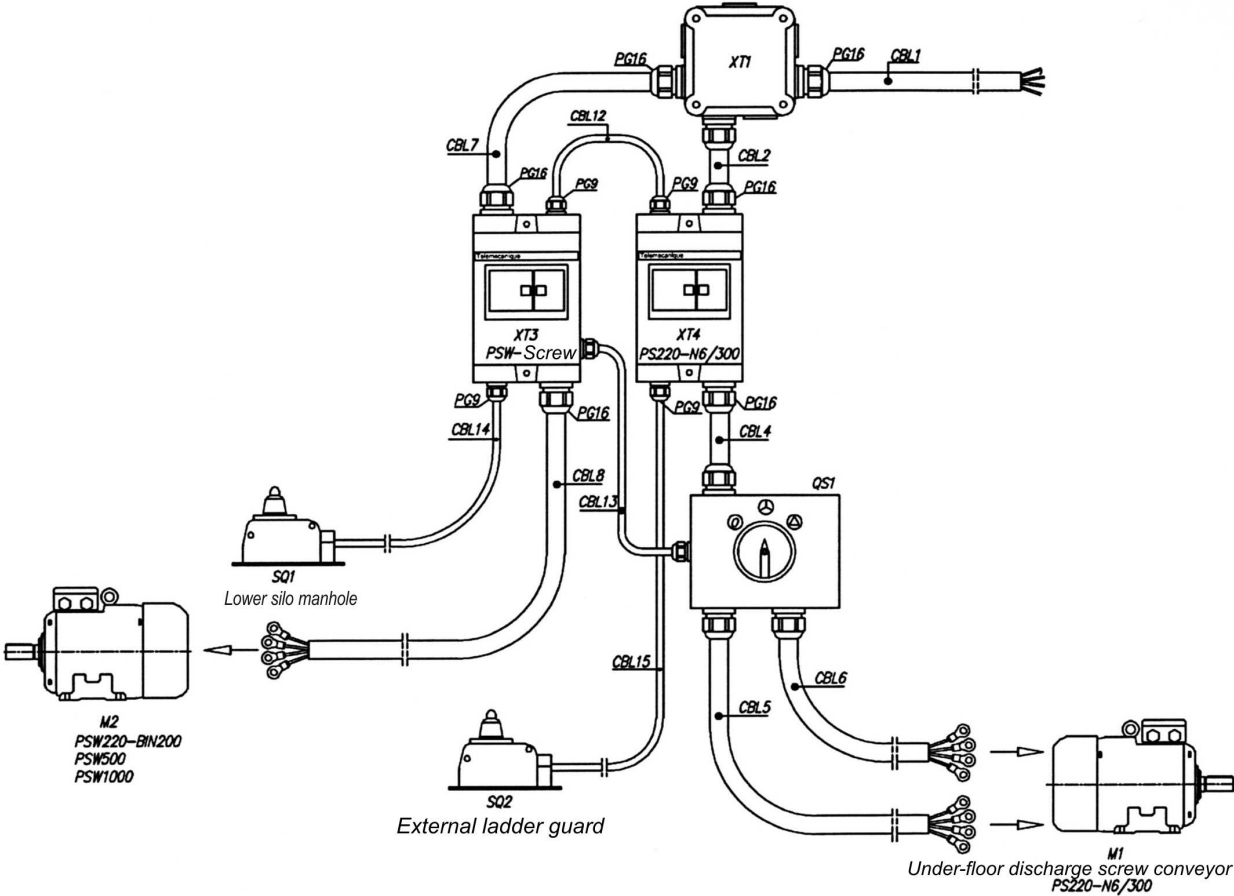 PG16
XT1
PG16
CBL1
CBL7
CBL12
CBL2
PG16
PG9
PG9
PG16
Telemecanique
Telemecanique
XT3
PSW-Screw
XT4
PS220-N6/300
PG9
PG16
PG9
PG16
CBL14
CBL4
CBL8
CBL13
QS1
0
SQ1
Lower silo manhole
CBL15
CBL6
CBL5
M2
PSW220-BIN200
PSW500
PSW1000
SQ2
External ladder guard
M1
Under-floor discharge screw conveyor
PS220-N6/300